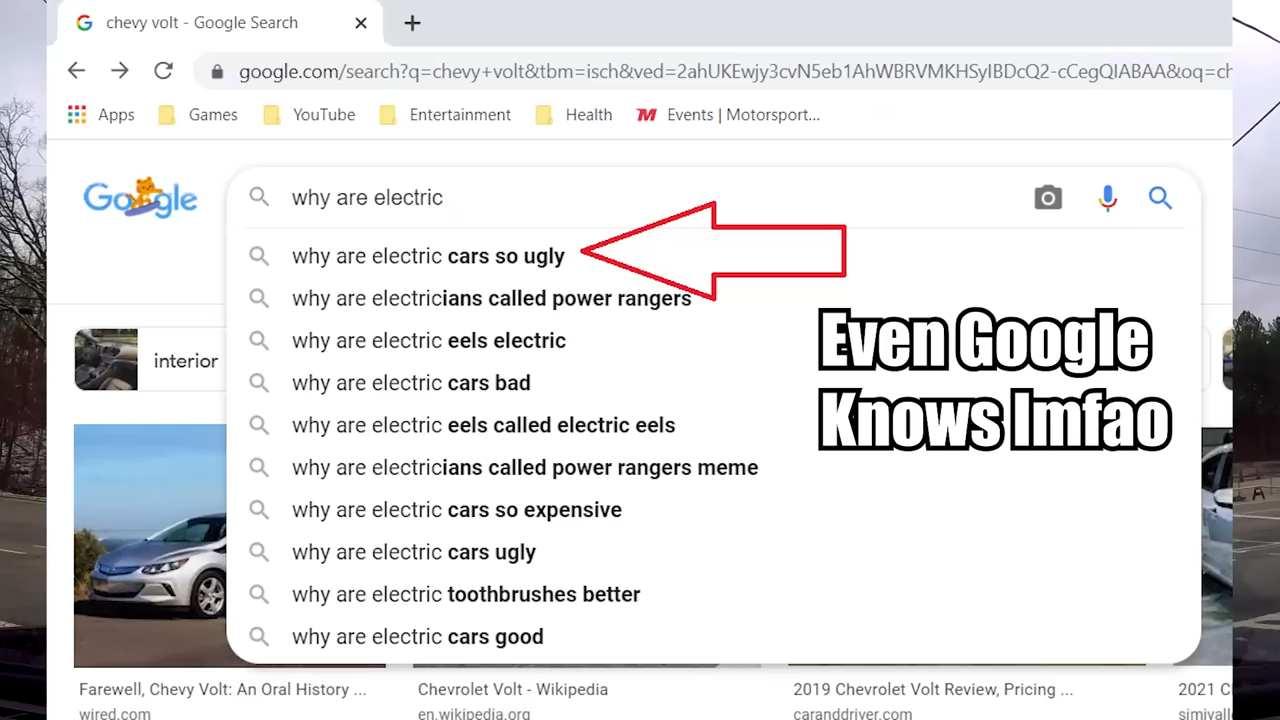 chevy volt - Google Search
google.com/search?q=chevy+volt&tbm=isch&ved=2ahUKEwjy3cvN5eb1AhWBRVMKHSyIBDcQ2-cCegQIABAA&oq=ch
Apps Games YouTube Entertainment Health Events | Motorsport...
Google
why are electric
why are electric cars so ugly
why are electricians called power rangers
why are electric eels electric
why are electric cars bad
why are electric eels called electric eels
why are electricians called power rangers meme
why are electric cars so expensive
why are electric cars ugly
why are electric toothbrushes better
why are electric cars good
Even Google
Knows lmfao
interior
Farewell, Chevy Volt: An Oral History ... Chevrolet Volt - Wikipedia 2019 Chevrolet Volt Review, Pricing ... 2021 C
wired.com en.wikipedia.org caranddriver.com simivalle